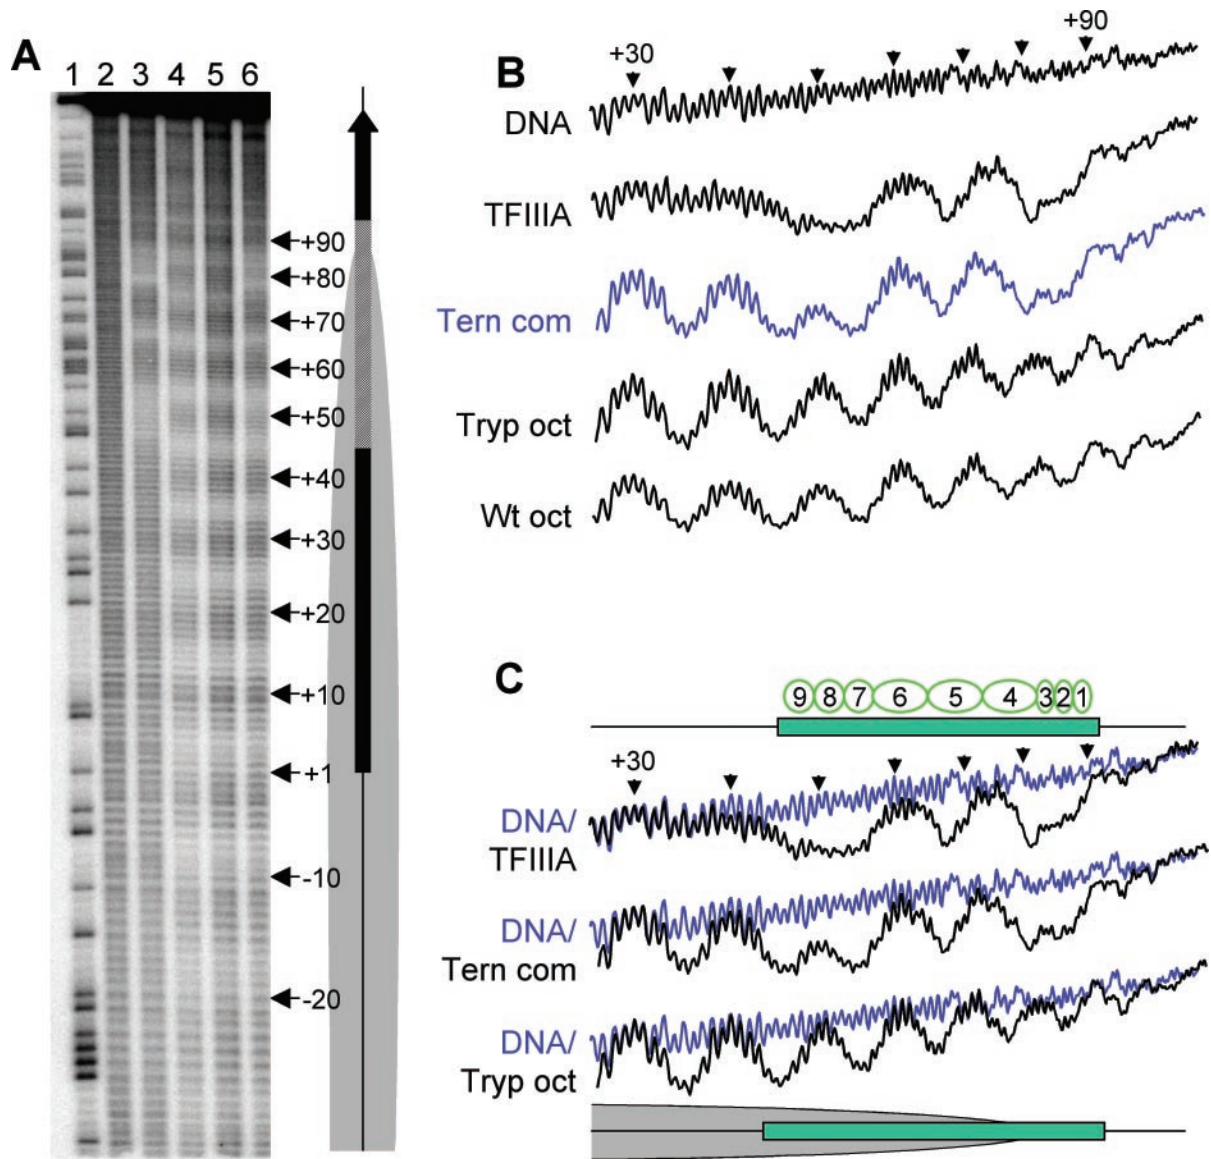 A
1 2 3 4 5 6
+90
+80
+70
+60
+50
+40
+30
+20
+10
+1
-10
-20
B
+30
+90
DNA
TFIIIA
Tern com
Tryp oct
Wt oct
C
9 8 7 6 5 4 3 2 1
+30
DNA/
TFIIIA
DNA/
Tern com
DNA/
Tryp oct